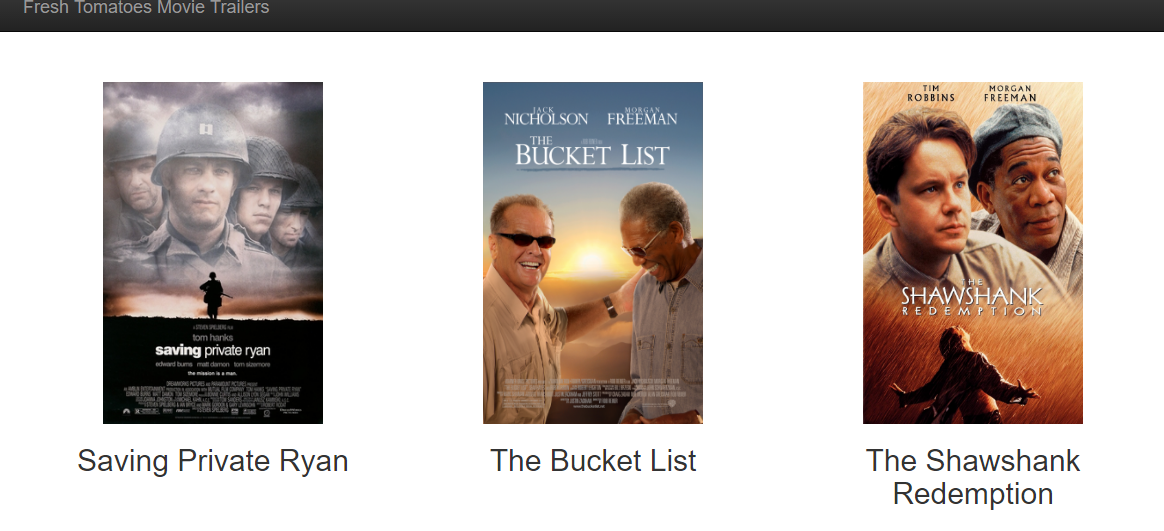 Fresh Tomatoes Movie Trailers
JACK
NICHOLSON
MORGAN
FREEMAN
THE
BUCKET LIST
TIM
ROBBINS
MORGAN
FREEMAN
THE
SHAWSHANK
REDEMPTION
A STEVEN SPIELBERG FILM
tom hanks
saving private ryan
edward burns matt damon tom sizemore
the mission is a man.
Saving Private Ryan
The Bucket List
The Shawshank
Redemption